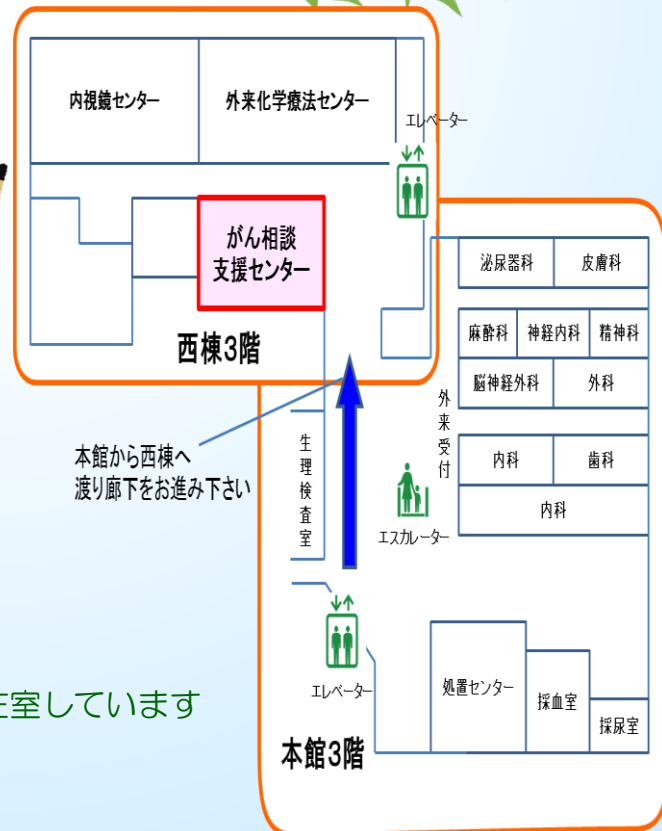 内視鏡センター
外来化学療法センター
エレベーター
がん相談
支援センター
西棟3階
泌尿器科
皮膚科
麻酔科
神経内科
精神科
脳神経外科
外科
外来受付
内科
歯科
内科
本館から西棟へ
渡り廊下をお進み下さい
生理検査室
エスカレーター
エレベーター
処置センター
採血室
採尿室
在室しています
本館3階